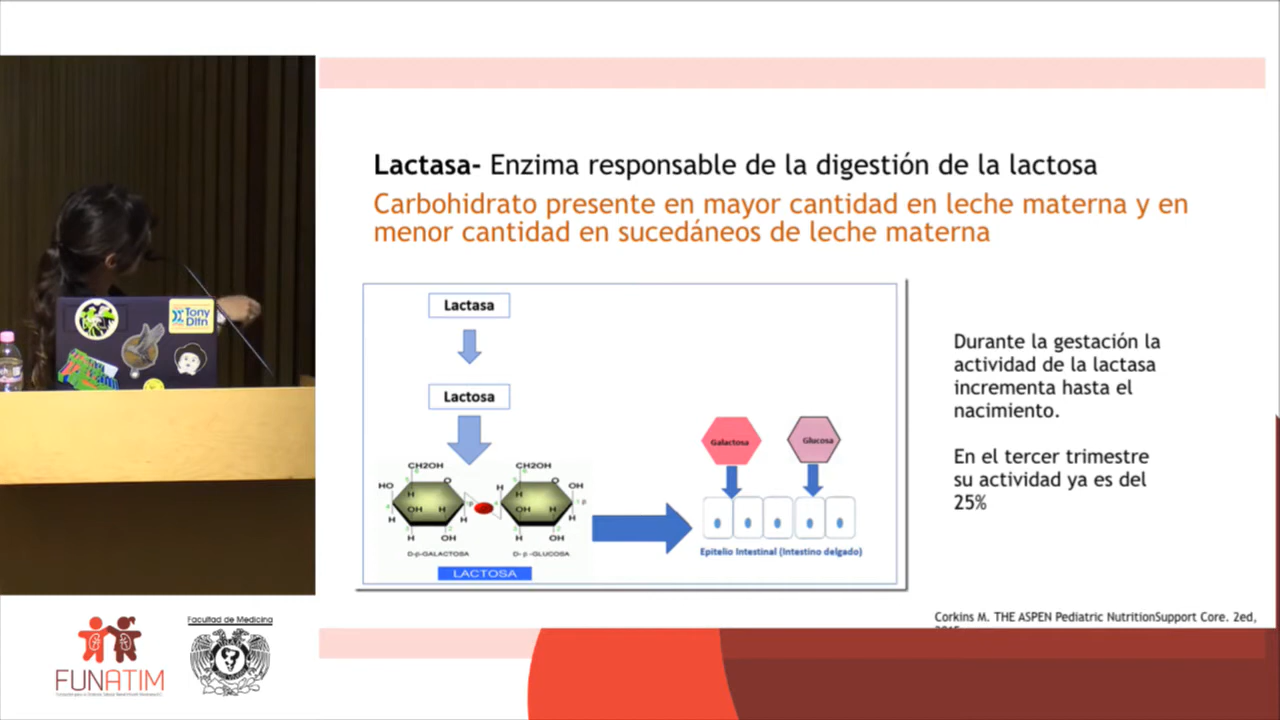 Lactasa- Enzima responsable de la digestión de la lactosa
Carbohidrato presente en mayor cantidad en leche materna y en
menor cantidad en sucedáneos de leche materna
Lactasa
Lactosa
CH2OH
CH2OH
HO
O
H
H
OH
H
H
H
OH
D-β-GALACTOSA
H
O
OH
β
H
OH
H
H
H
OH
D-β-GLUCOSA
LACTOSA
Galactosa
Glucosa
Epitelio Intestinal (Intestino delgado)
Durante la gestación la
actividad de la lactasa
incrementa hasta el
nacimiento.
En el tercer trimestre
su actividad ya es del
25%
Corkins M. THE ASPEN Pediatric NutritionSupport Core. 2ed,
Tony
Dltn
FUNATIM
Facultad de Medicina